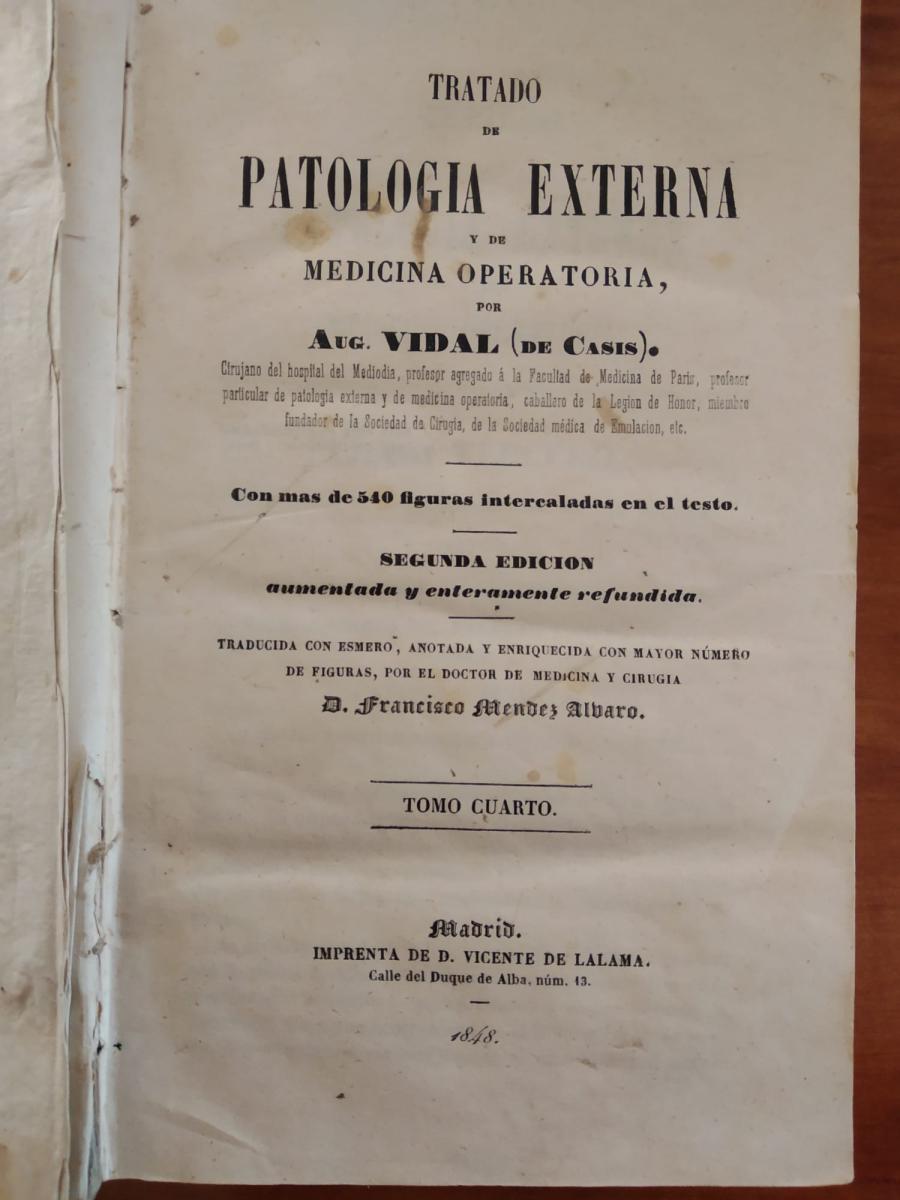 TRATADO
DE
PATOLOGIA EXTERNA
Y DE
MEDICINA OPERATORIA,
POR
AUG. VIDAL (DE CASIS).
Cirujano del hospital del Mediodia, profesor agregado á la Facultad de Medicina de Paris, profesor
particular de patologia externa y de medicina operatoria, caballero de la Legion de Honor, miembro
fundador de la Sociedad de Cirugia, de la Sociedad médica de Emulacion, etc.
Con mas de 540 figuras intercaladas en el testo.
SEGUNDA EDICION
aumentada y enteramente refundida.
TRADUCIDA CON ESMERO, ANOTADA Y ENRIQUECIDA CON MAYOR NÚMERO
DE FIGURAS, POR EL DOCTOR DE MEDICINA Y CIRUGIA
D. Francisco Mendez Alvaro.
TOMO CUARTO.
Madrid.
IMPRENTA DE D. VICENTE DE LALAMA.
Calle del Duque de Alba, núm. 13.
1848.